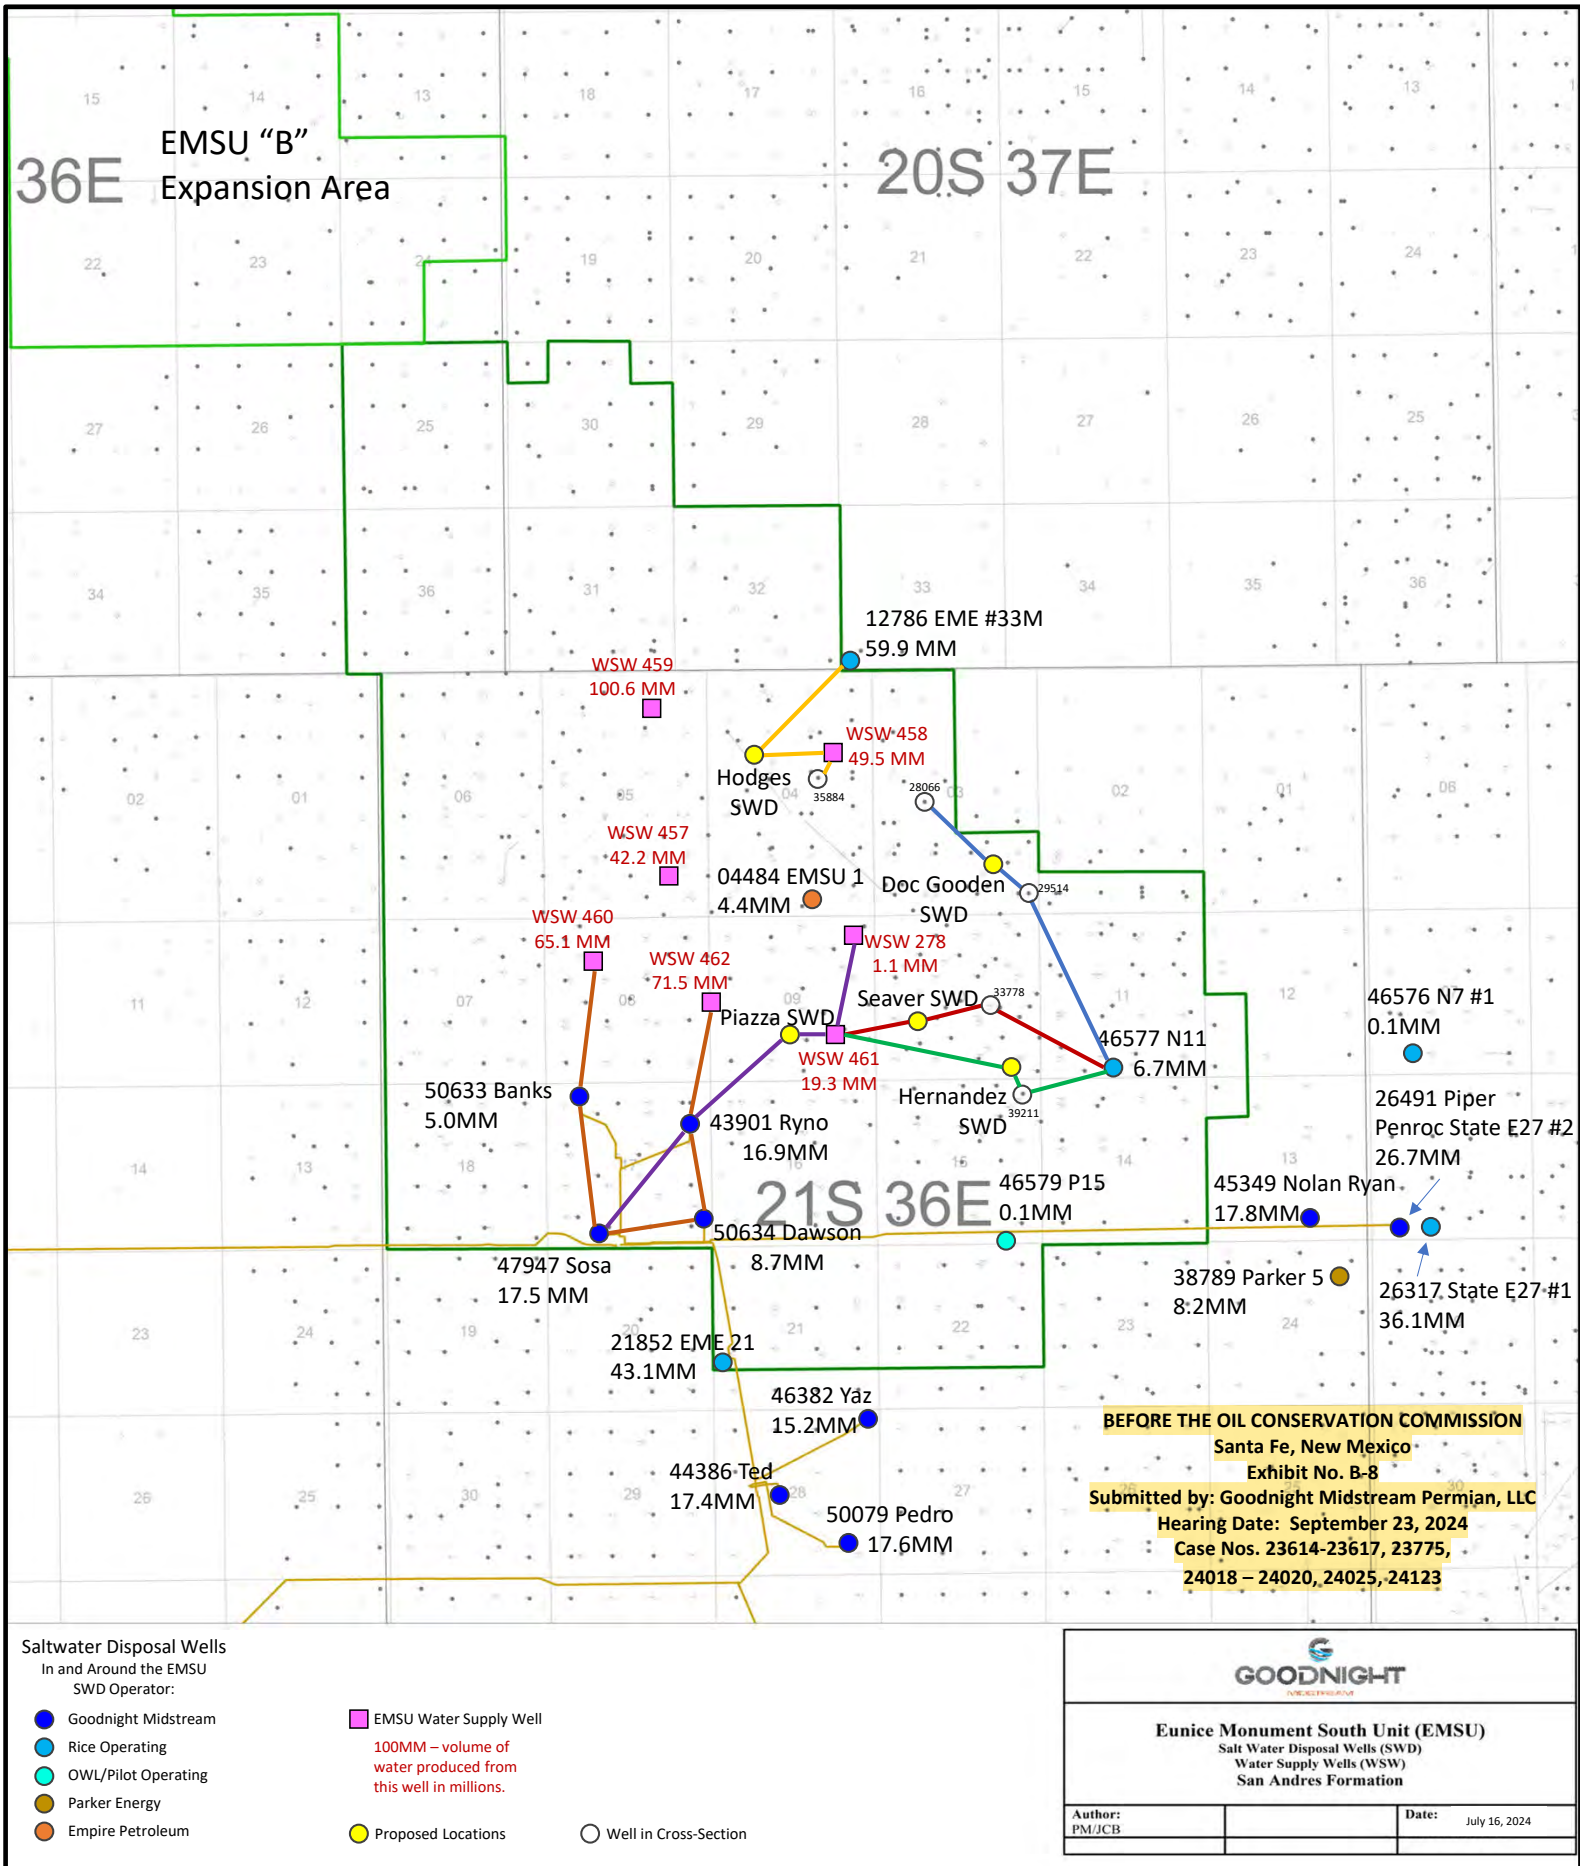 15
14
13
18
17
16
15
14
13
EMSU “B”
Expansion Area
36E
20S 37E
22
23
24
19
20
21
22
23
24
27
26
25
30
29
28
27
26
25
34
35
36
31
32
33
34
35
36
12786 EME #33M
59.9 MM
WSW 459
100.6 MM
WSW 458
49.5 MM
Hodges
SWD
35884
28066
02
01
06
05
04
03
02
01
06
WSW 457
42.2 MM
04484 EMSU 1
4.4MM
Doc Gooden
SWD
29514
WSW 460
65.1 MM
WSW 462
71.5 MM
WSW 278
1.1 MM
11
12
07
08
09
11
12
Piazza SWD
Seaver SWD
33778
46576 N7 #1
0.1MM
WSW 461
19.3 MM
46577 N11
6.7MM
50633 Banks
5.0MM
43901 Ryno
16.9MM
Hernandez
SWD
39211
26491 Piper
Penroc State E27 #2
26.7MM
14
13
18
17
16
15
14
13
21S 36E
46579 P15
0.1MM
45349 Nolan Ryan
17.8MM
50634 Dawson
8.7MM
47947 Sosa
17.5 MM
38789 Parker 5
8.2MM
26317 State E27 #1
36.1MM
23
24
19
20
21
22
23
24
21852 EME 21
43.1MM
46382 Yaz
15.2MM
44386 Ted
17.4MM
50079 Pedro
17.6MM
26
25
30
29
28
27
26
25
30
BEFORE THE OIL CONSERVATION COMMISSION
Santa Fe, New Mexico
Exhibit No. B-8
Submitted by: Goodnight Midstream Permian, LLC
Hearing Date: September 23, 2024
Case Nos. 23614-23617, 23775,
24018 – 24020, 24025, 24123
Saltwater Disposal Wells
In and Around the EMSU
SWD Operator:
Goodnight Midstream
Rice Operating
OWL/Pilot Operating
Parker Energy
Empire Petroleum
EMSU Water Supply Well
100MM – volume of
water produced from
this well in millions.
Proposed Locations
Well in Cross-Section
GOODNIGHT
MIDSTREAM
Eunice Monument South Unit (EMSU)
Salt Water Disposal Wells (SWD)
Water Supply Wells (WSW)
San Andres Formation
Author:
PM/JCB
Date: July 16, 2024